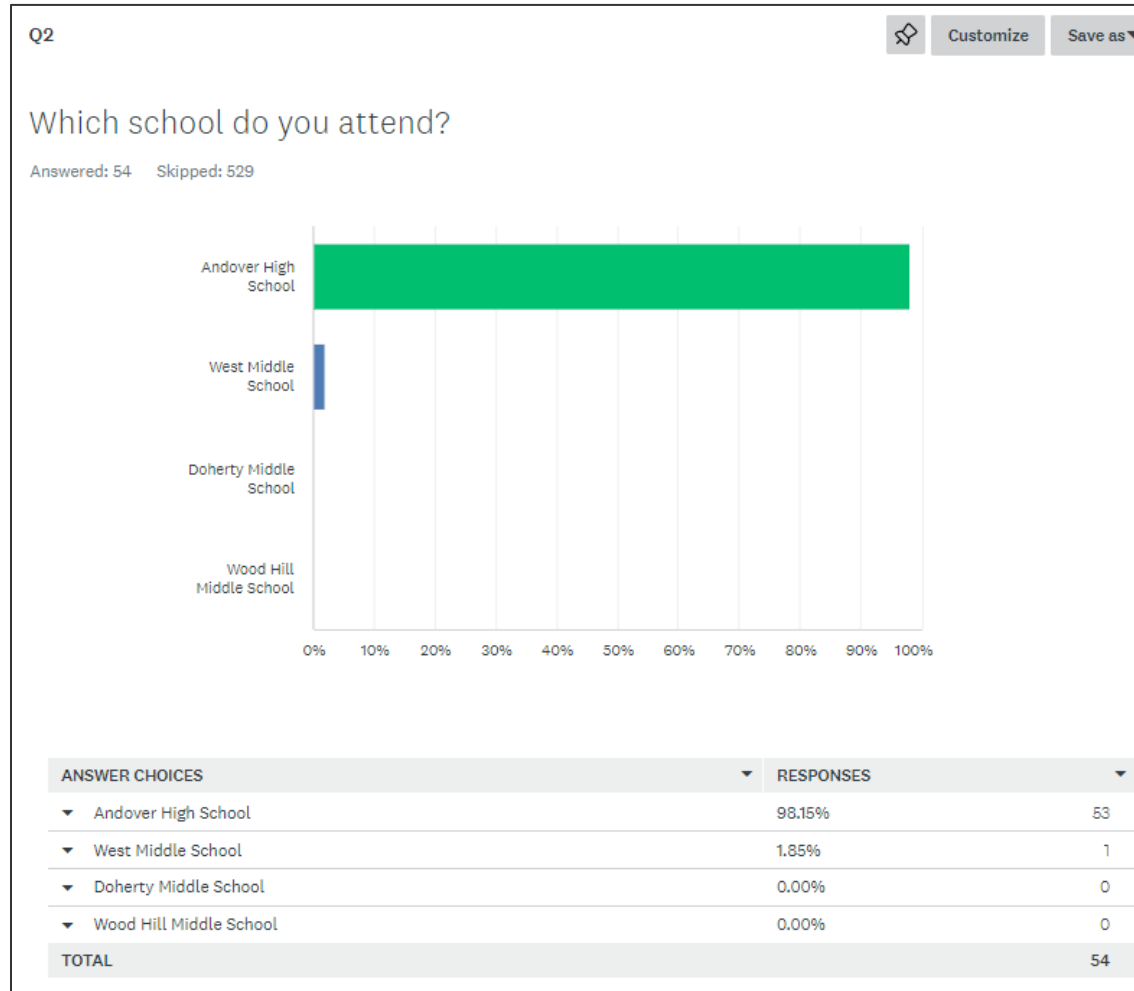 Q2
Customize
Save as
Which school do you attend?
Answered: 54 Skipped: 529
Andover High
School
West Middle
School
Doherty Middle
School
Wood Hill
Middle School
0% 10% 20% 30% 40% 50% 60% 70% 80% 90% 100%
ANSWER CHOICES RESPONSES
Andover High School 98.15% 53
West Middle School 1.85% 1
Doherty Middle School 0.00% 0
Wood Hill Middle School 0.00% 0
TOTAL 54